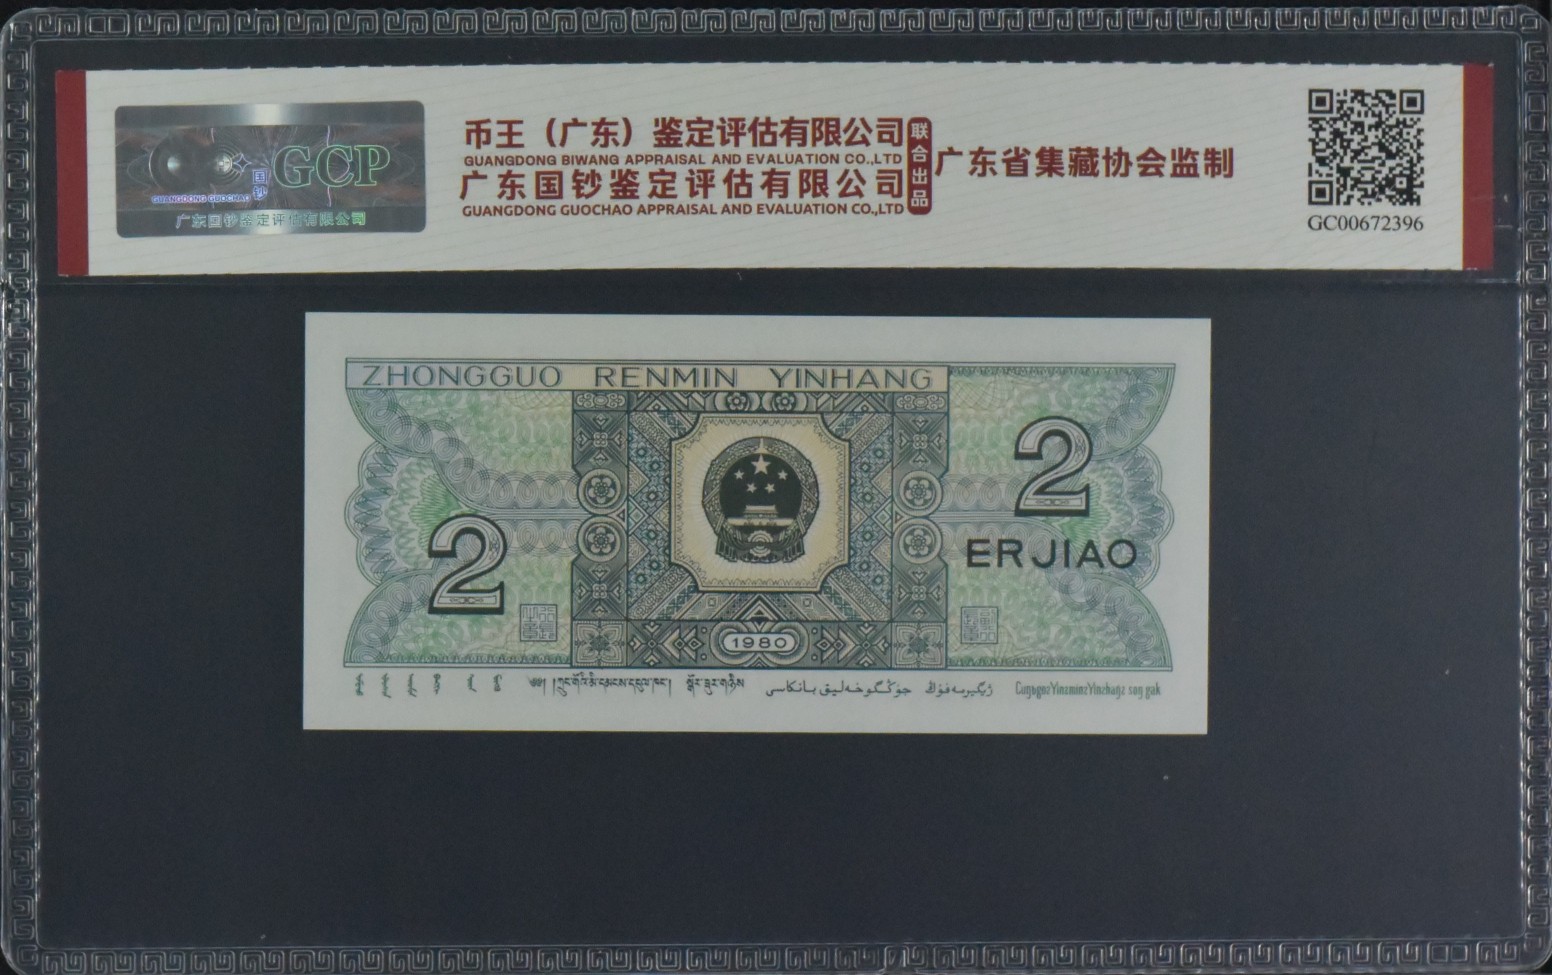 币王（广东）鉴定评估有限公司
GUANGDONG BIWANG APPRAISAL AND EVALUATION CO.,LTD
广东国钞鉴定评估有限公司
GUANGDONG GUOCHAO APPRAISAL AND EVALUATION CO.,LTD
联合出品
广东省集藏协会监制
GC00672396
国钞
GCP
GUANGDONG GUOCHAO
广东国钞鉴定评估有限公司
ZHONGGUO RENMIN YINHANG
2
ERJIAO
2
1980